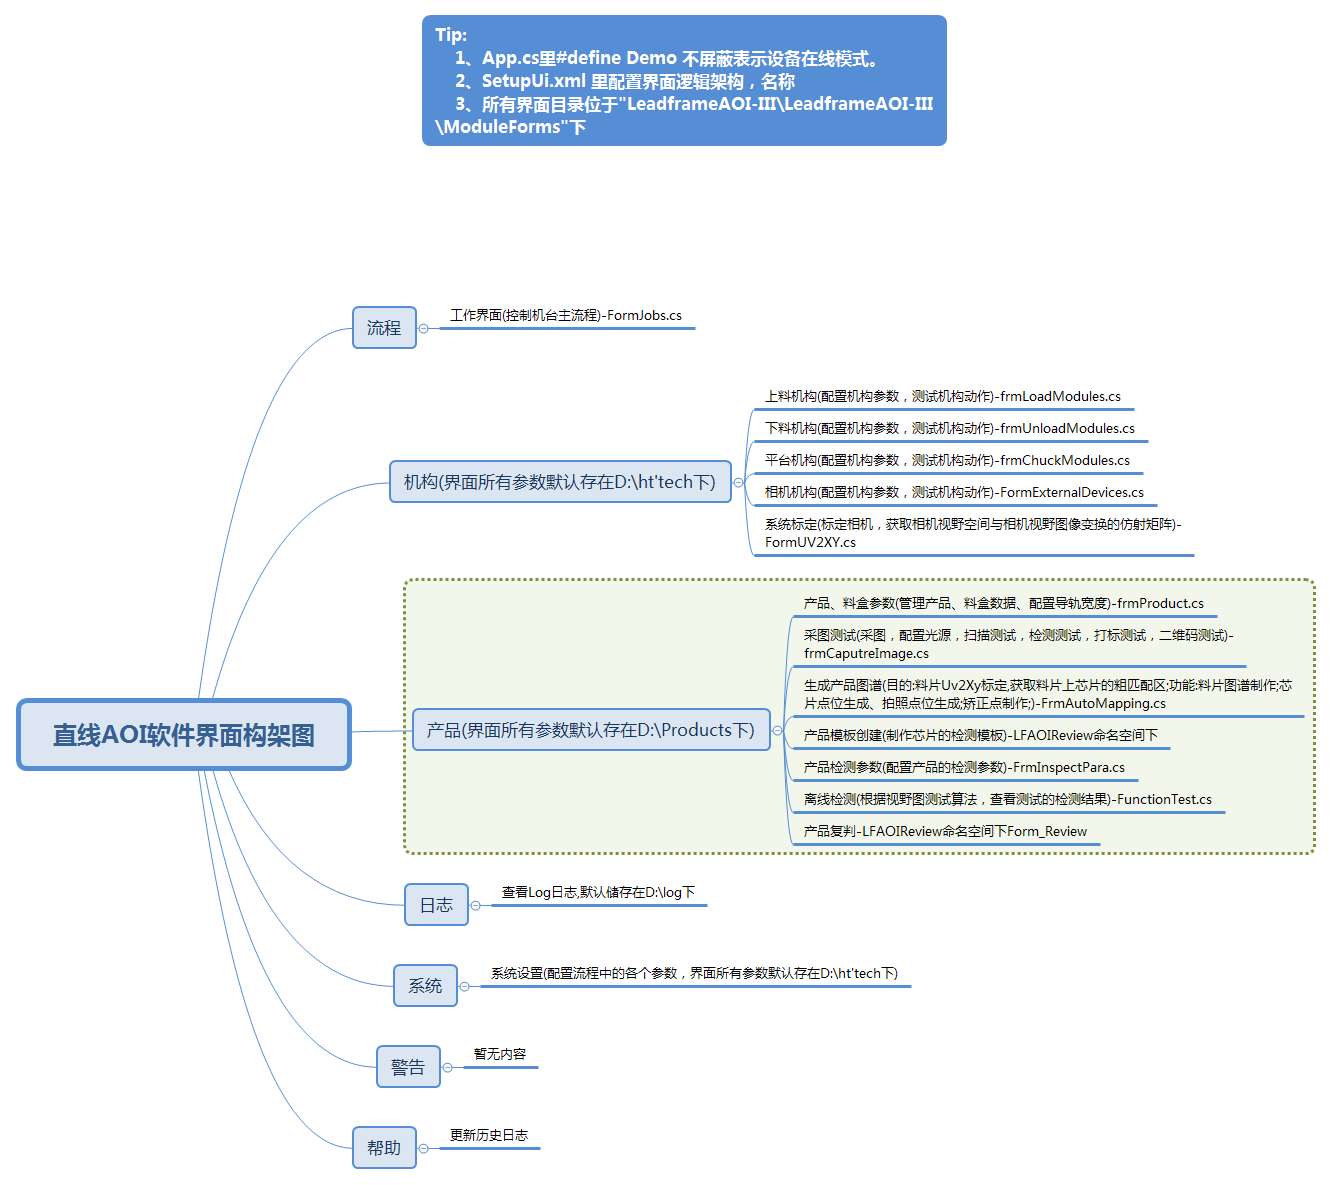 Tip:
1、App.cs里#define Demo 不屏蔽表示设备在线模式。
2、SetupUi.xml 里配置界面逻辑架构，名称
3、所有界面目录位于"LeadframeAOI-III\LeadframeAOI-III
\ModuleForms"下
流程
工作界面(控制机台主流程)-FormJobs.cs
机构(界面所有参数默认存在D:\ht'tech下)
上料机构(配置机构参数，测试机构动作)-frmLoadModules.cs
下料机构(配置机构参数，测试机构动作)-frmUnloadModules.cs
平台机构(配置机构参数，测试机构动作)-frmChuckModules.cs
相机机构(配置机构参数，测试机构动作)-FormExternalDevices.cs
系统标定(标定相机，获取相机视野空间与相机视野图像变换的仿射矩阵)-
FormUV2XY.cs
直线AOI软件界面构架图
产品(界面所有参数默认存在D:\Products下)
产品、料盒参数(管理产品、料盒数据、配置导轨宽度)-frmProduct.cs
采图测试(采图，配置光源，扫描测试，检测测试，打标测试，二维码测试)-
frmCaputreImage.cs
生成产品图谱(目的:料片Uv2Xy标定,获取料片上芯片的粗匹配区;功能:料片图谱制作;芯
片点位生成、拍照点位生成;矫正点制作;)-FrmAutoMapping.cs
产品模板创建(制作芯片的检测模板)-LFAOIReview命名空间下
产品检测参数(配置产品的检测参数)-FrmInspectPara.cs
离线检测(根据视野图测试算法，查看测试的检测结果)-FunctionTest.cs
产品复判-LFAOIReview命名空间下Form_Review
日志
查看Log日志,默认储存在D:\log下
系统
系统设置(配置流程中的各个参数，界面所有参数默认存在D:\ht'tech下)
警告
暂无内容
帮助
更新历史日志